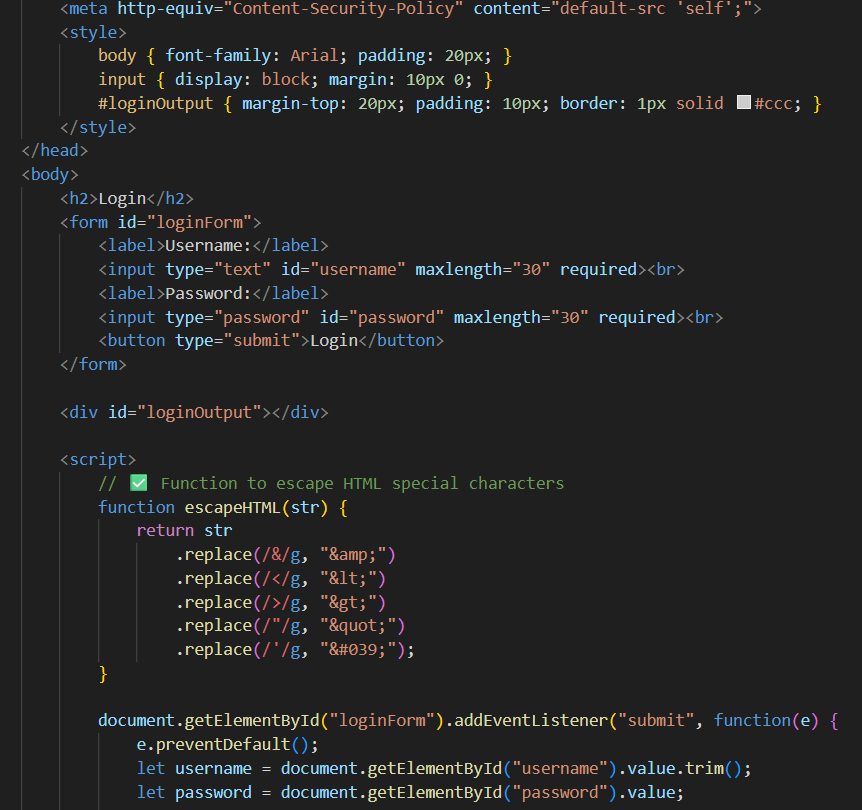 <meta http-equiv="Content-Security-Policy" content="default-src 'self';">
<style>
body { font-family: Arial; padding: 20px; }
input { display: block; margin: 10px 0; }
#loginOutput { margin-top: 20px; padding: 10px; border: 1px solid #ccc; }
</style>
</head>
<body>
<h2>Login</h2>
<form id="loginForm">
<label>Username:</label>
<input type="text" id="username" maxlength="30" required><br>
<label>Password:</label>
<input type="password" id="password" maxlength="30" required><br>
<button type="submit">Login</button>
</form>
<div id="loginOutput"></div>
<script>
// ✅ Function to escape HTML special characters
function escapeHTML(str) {
return str
.replace(/&/g, "&amp;")
.replace(/</g, "&lt;")
.replace(/>/g, "&gt;")
.replace(/"/g, "&quot;")
.replace(/'/g, "&#039;");
}
document.getElementById("loginForm").addEventListener("submit", function(e) {
e.preventDefault();
let username = document.getElementById("username").value.trim();
let password = document.getElementById("password").value;